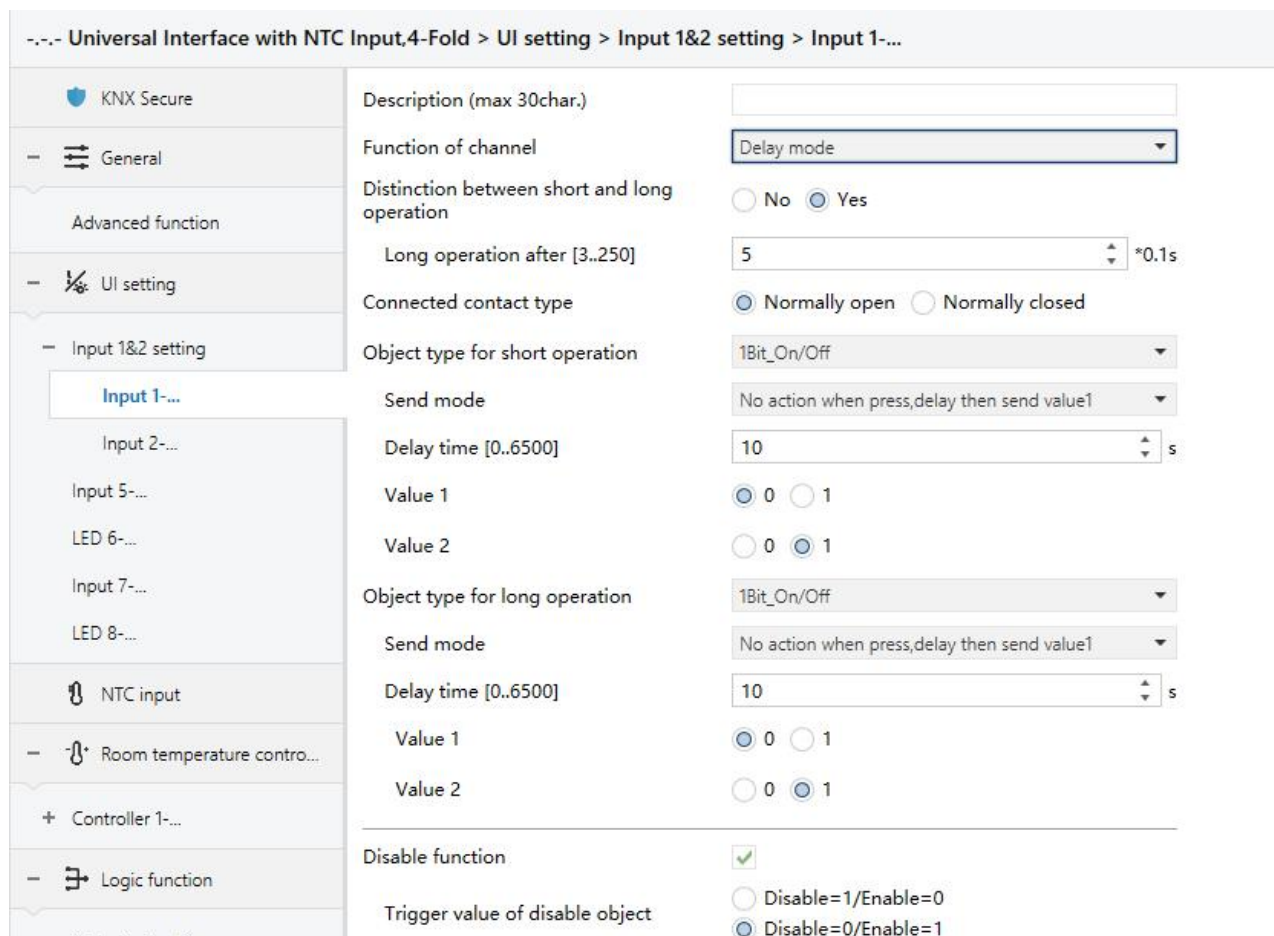 -.-.- Universal Interface with NTC Input,4-Fold > UI setting > Input 1&2 setting > Input 1-...
KNX Secure
General
Advanced function
UI setting
Input 1&2 setting
Input 1-...
Input 2-...
Input 5-...
LED 6-...
Input 7-...
LED 8-...
NTC input
Room temperature contro...
Controller 1-...
Logic function
Description (max 30char.)
Function of channel Delay mode
Distinction between short and long
operation No Yes
Long operation after [3..250] 5 *0.1s
Connected contact type Normally open Normally closed
Object type for short operation 1Bit_On/Off
Send mode No action when press,delay then send value1
Delay time [0..6500] 10 s
Value 1 0 1
Value 2 0 1
Object type for long operation 1Bit_On/Off
Send mode No action when press,delay then send value1
Delay time [0..6500] 10 s
Value 1 0 1
Value 2 0 1
Disable function
Trigger value of disable object Disable=1/Enable=0
Disable=0/Enable=1